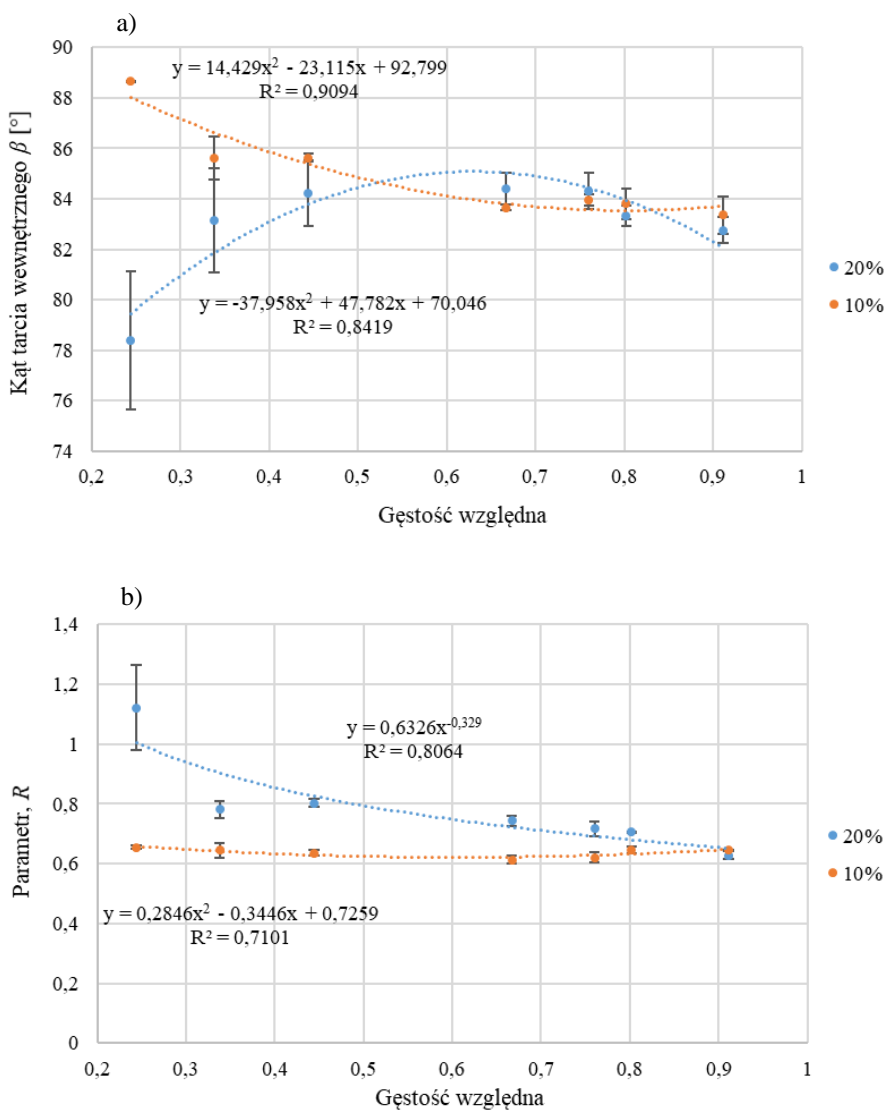 a)
90
88
86
84
82
80
78
76
74
Kąt tarcia wewnętrznego β [°]
y = 14,429x² - 23,115x + 92,799
R² = 0,9094
y = -37,958x² + 47,782x + 70,046
R² = 0,8419
20%
10%
0,2 0,3 0,4 0,5 0,6 0,7 0,8 0,9 1
Gęstość względna
b)
1,4
1,2
1
0,8
0,6
0,4
0,2
0
Parametr, R
y = 0,6326x⁻⁰,³²⁹
R² = 0,8064
y = 0,2846x² - 0,3446x + 0,7259
R² = 0,7101
20%
10%
0,2 0,3 0,4 0,5 0,6 0,7 0,8 0,9 1
Gęstość względna